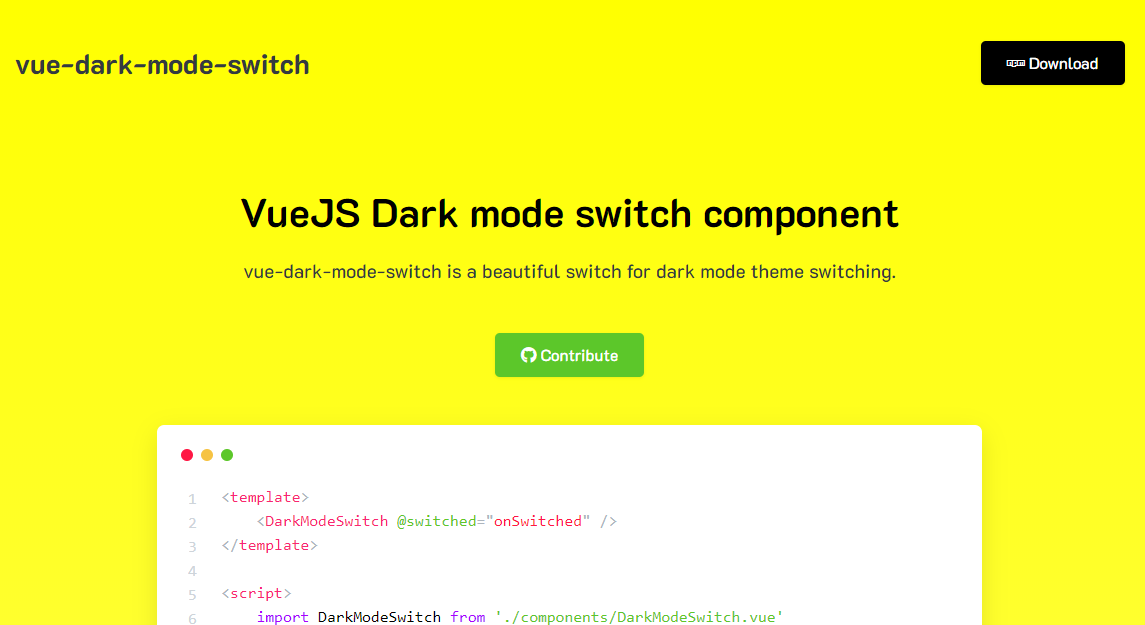 vue-dark-mode-switch
npm Download
VueJS Dark mode switch component
vue-dark-mode-switch is a beautiful switch for dark mode theme switching.
Contribute
1 <template>
2     <DarkModeSwitch @switched="onSwitched" />
3 </template>
4
5 <script>
6     import DarkModeSwitch from './components/DarkModeSwitch.vue'